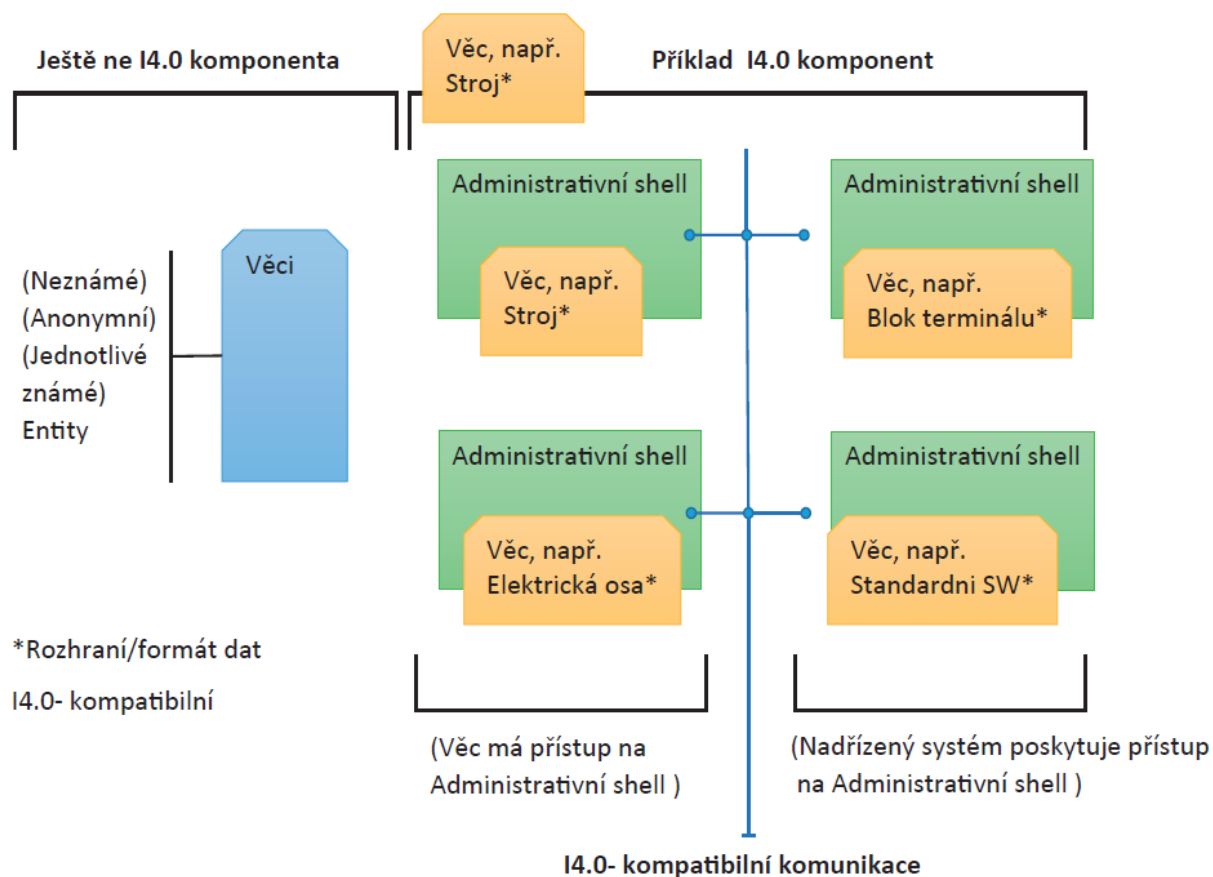 Ještě ne I4.0 komponenta
Věc, např.
Stroj*
Příklad  I4.0 komponent
(Neznámé)
(Anonymní)
(Jednotlivé
známé)
Entity
Věci
Administrativní shell
Věc, např.
Stroj*
Administrativní shell
Věc, např.
Blok terminálu*
Administrativní shell
Věc, např.
Elektrická osa*
Administrativní shell
Věc, např.
Standardni SW*
*Rozhraní/formát dat
I4.0- kompatibilní
(Věc má přístup na
Administrativní shell )
(Nadřízený systém poskytuje přístup
na Administrativní shell )
I4.0- kompatibilní komunikace